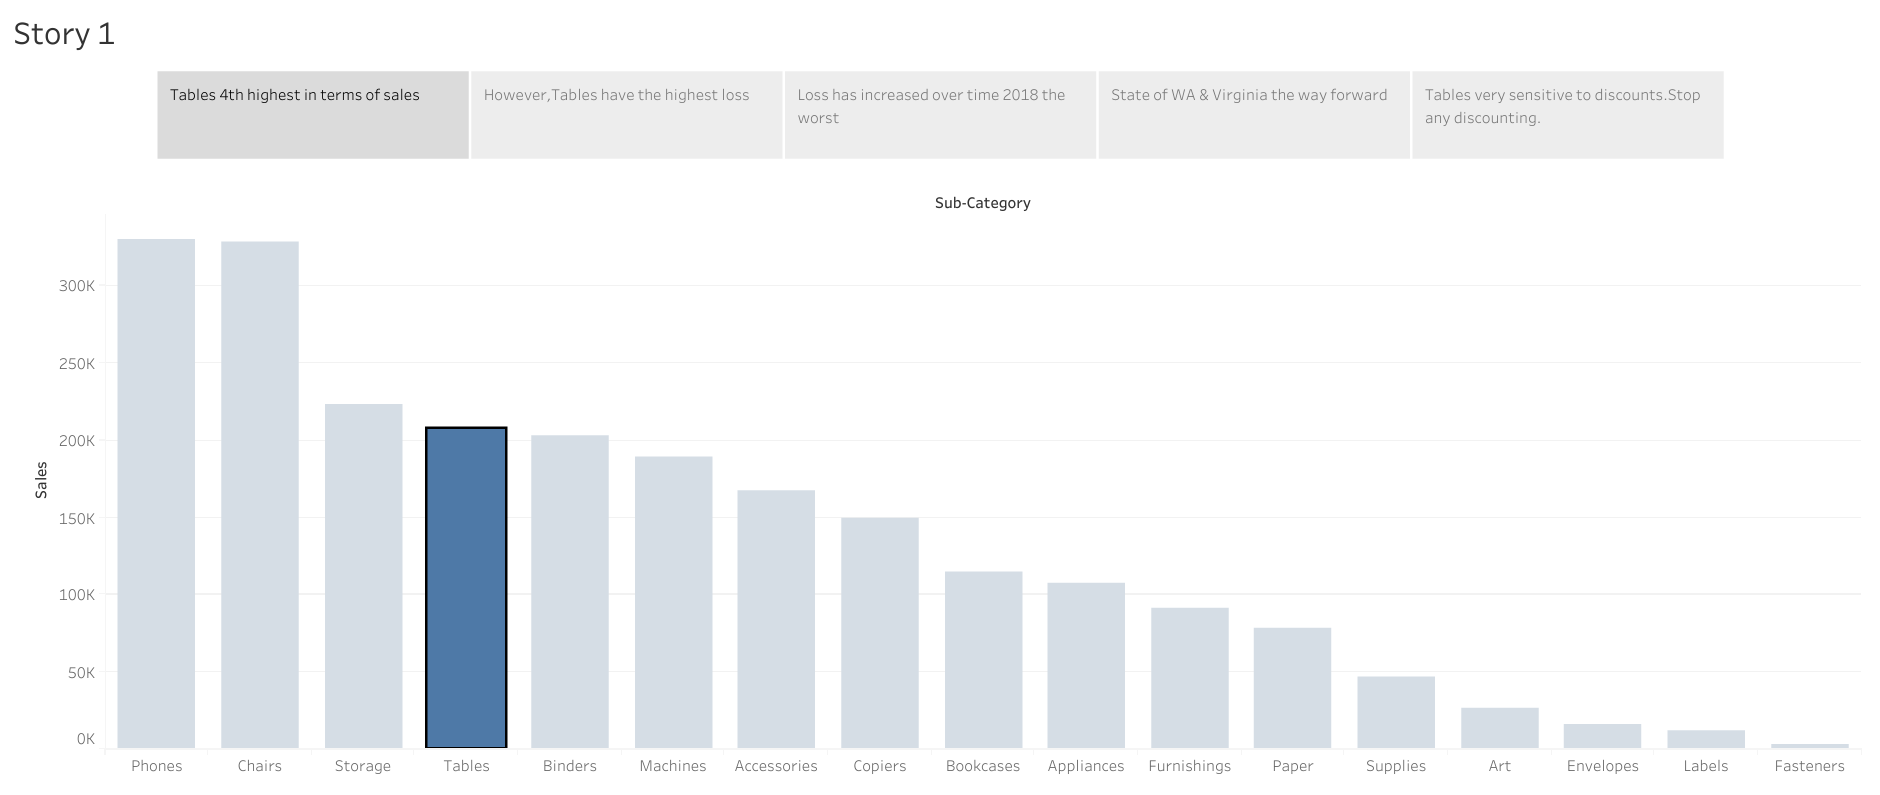 Story 1
Tables 4th highest in terms of sales
However,Tables have the highest loss
Loss has increased over time 2018 the
worst
State of WA & Virginia the way forward
Tables very sensitive to discounts.Stop
any discounting.
Sub-Category
300K
250K
200K
150K
100K
50K
0K
Sales
Phones
Chairs
Storage
Tables
Binders
Machines
Accessories
Copiers
Bookcases
Appliances
Furnishings
Paper
Supplies
Art
Envelopes
Labels
Fasteners